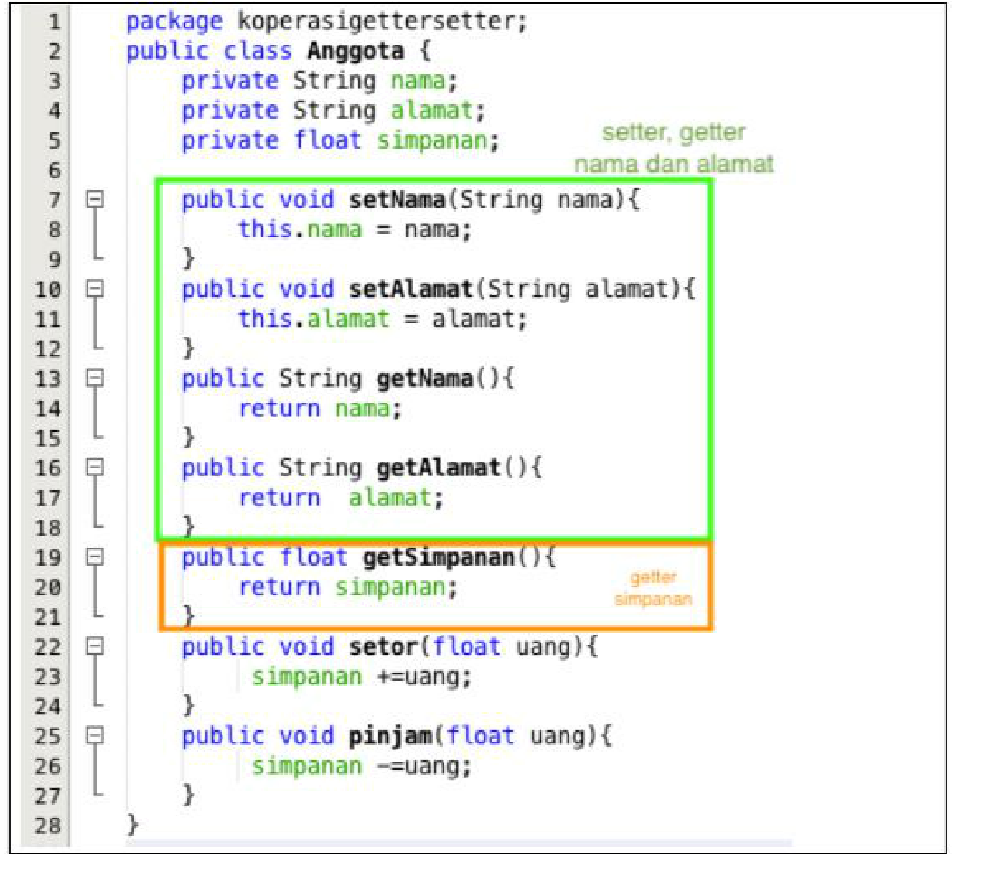 1 package koperasigettersetter;
2 public class Anggota {
3 private String nama;
4 private String alamat;
5 private float simpanan;
setter, getter
nama dan alamat
6
7 public void setNama(String nama){
8 this.nama = nama;
9 }
10 public void setAlamat(String alamat){
11 this.alamat = alamat;
12 }
13 public String getNama(){
14 return nama;
15 }
16 public String getAlamat(){
17 return  alamat;
18 }
19 public float getSimpanan(){
20 return simpanan;
21 }
getter
simpanan
22 public void setor(float uang){
23 simpanan +=uang;
24 }
25 public void pinjam(float uang){
26 simpanan -=uang;
27 }
28 }